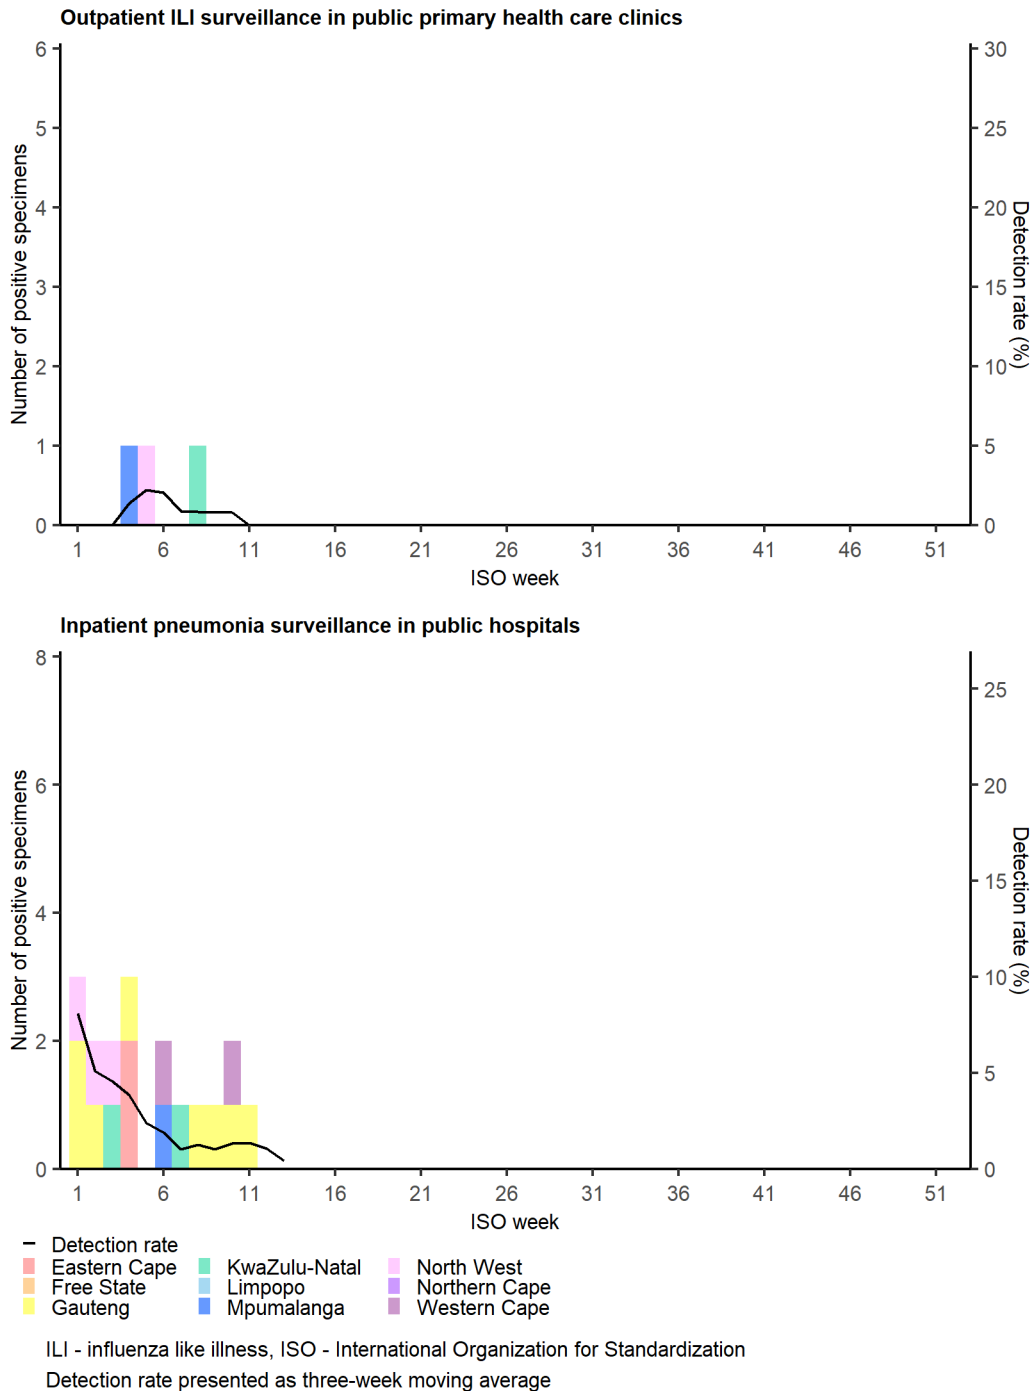 Outpatient ILI surveillance in public primary health care clinics
Number of positive specimens
6
5
4
3
2
1
0
30
25
20
15
10
5
0
Detection rate (%)
1 6 11 16 21 26 31 36 41 46 51
ISO week
Inpatient pneumonia surveillance in public hospitals
Number of positive specimens
8
6
4
2
0
25
20
15
10
5
0
Detection rate (%)
1 6 11 16 21 26 31 36 41 46 51
ISO week
Detection rate
Eastern Cape KwaZulu-Natal North West
Free State Limpopo Northern Cape
Gauteng Mpumalanga Western Cape
ILI - influenza like illness, ISO - International Organization for Standardization
Detection rate presented as three-week moving average